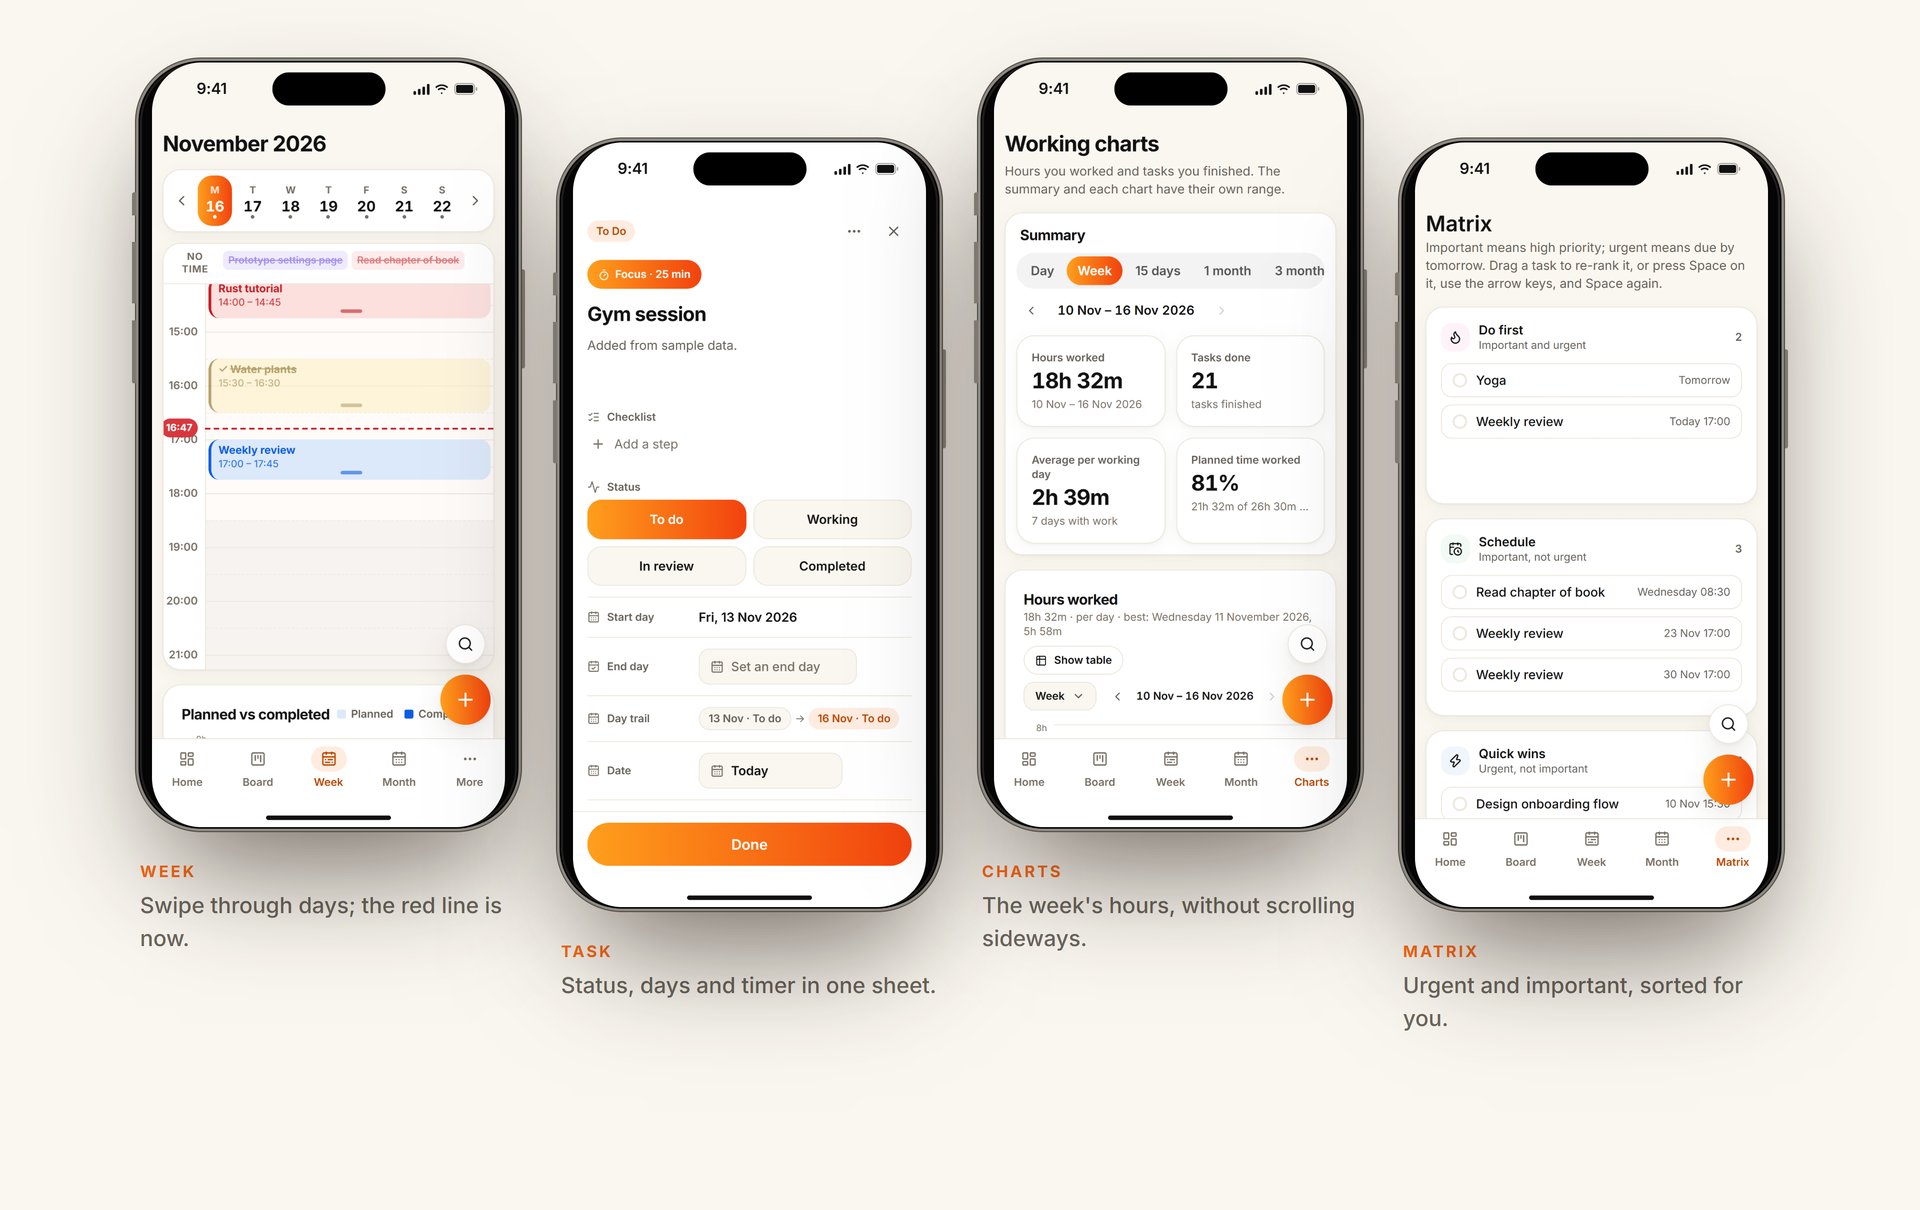 9:41
November 2026
M T W T F S S
16 17 18 19 20 21 22
NO TIME
Prototype settings page
Read chapter of book
Rust tutorial
14:00 – 14:45
15:00
Water plants
15:30 – 16:30
16:00
16:47
17:00
Weekly review
17:00 – 17:45
18:00
19:00
20:00
21:00
Planned vs completed
Planned
Home
Board
Week
Month
More
WEEK
Swipe through days; the red line is
now.
9:41
To Do
Focus · 25 min
Gym session
Added from sample data.
Checklist
Add a step
Status
To do
Working
In review
Completed
Start day
Fri, 13 Nov 2026
End day
Set an end day
Day trail
13 Nov · To do → 16 Nov · To do
Date
Today
Done
TASK
Status, days and timer in one sheet.
9:41
Working charts
Hours you worked and tasks you finished. The
summary and each chart have their own range.
Summary
Day
Week
15 days
1 month
3 month
10 Nov – 16 Nov 2026
Hours worked
18h 32m
10 Nov – 16 Nov 2026
Tasks done
21
tasks finished
Average per working
day
2h 39m
7 days with work
Planned time worked
81%
21h 32m of 26h 30m ...
Hours worked
18h 32m · per day · best: Wednesday 11 November 2026,
5h 58m
Show table
Week
10 Nov – 16 Nov 2026
8h
Home
Board
Week
Month
Charts
CHARTS
The week's hours, without scrolling
sideways.
9:41
Matrix
Important means high priority; urgent means due by
tomorrow. Drag a task to re-rank it, or press Space on
it, use the arrow keys, and Space again.
Do first
Important and urgent
2
Yoga
Tomorrow
Weekly review
Today 17:00
Schedule
Important, not urgent
3
Read chapter of book
Wednesday 08:30
Weekly review
23 Nov 17:00
Weekly review
30 Nov 17:00
Quick wins
Urgent, not important
Design onboarding flow
10 Nov
Home
Board
Week
Month
Matrix
MATRIX
Urgent and important, sorted for
you.